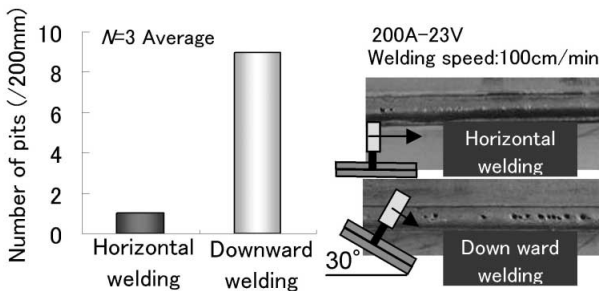 Number of pits (/200mm)
10
8
6
4
2
0
N=3 Average
Horizontal
welding
Downward
welding
200A-23V
Welding speed:100cm/min
Horizontal
welding
Down ward
welding
30°